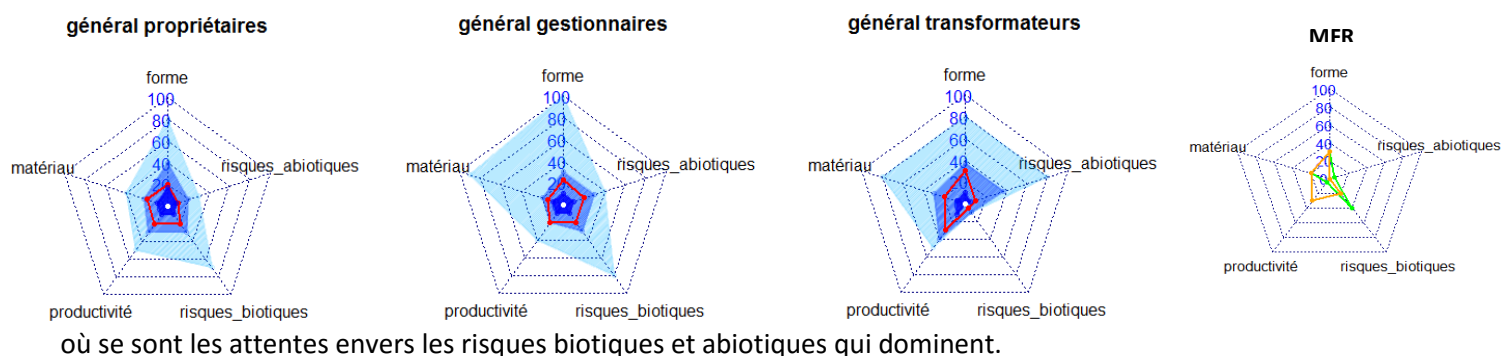 général propriétaires
général gestionnaires
général transformateurs
MFR
forme
100
80
60
40
20
matériau
risques_abiotiques
productivité
risques_biotiques
forme
100
80
60
40
20
matériau
risques_abiotiques
productivité
risques_biotiques
forme
100
80
60
40
20
matériau
risques_abiotiques
productivité
risques_biotiques
forme
100
80
60
40
20
0
matériau
risques_abiotiques
productivité
risques_biotiques
où se sont les attentes envers les risques biotiques et abiotiques qui dominent.